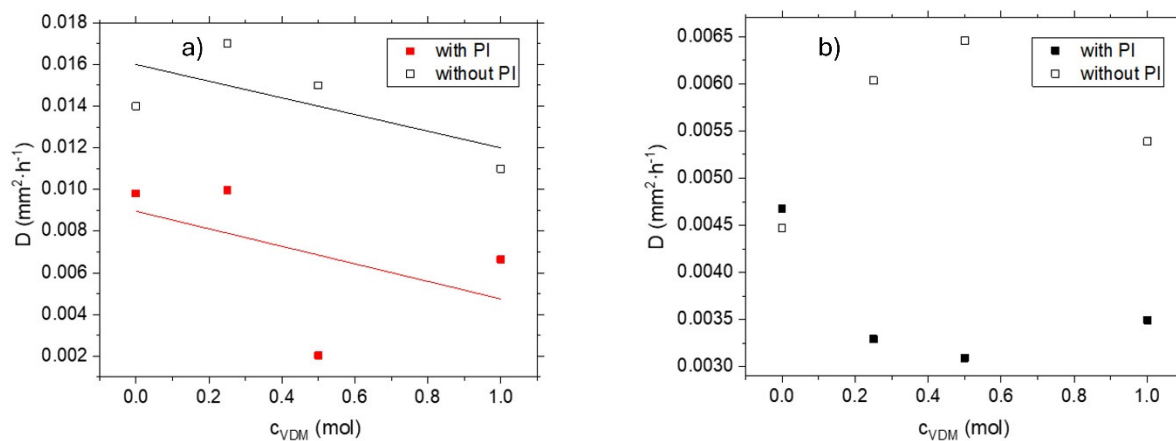 a)
with PI
without PI
0.018
0.016
0.014
0.012
0.010
0.008
0.006
0.004
0.002
D (mm²·h⁻¹)
0.0 0.2 0.4 0.6 0.8 1.0
c_VDM (mol)
b)
with PI
without PI
0.0065
0.0060
0.0055
0.0050
0.0045
0.0040
0.0035
0.0030
D (mm²·h⁻¹)
0.0 0.2 0.4 0.6 0.8 1.0
c_VDM (mol)